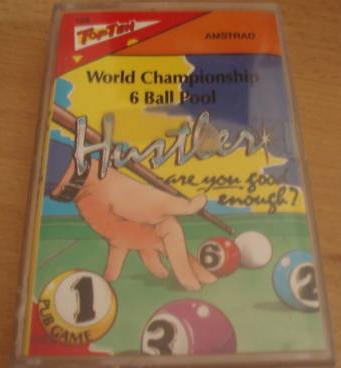 Top Ten
AMSTRAD
World Championship
6 Ball Pool
Hustler
are you good
enough?
6
2
1
PUB GAME
3